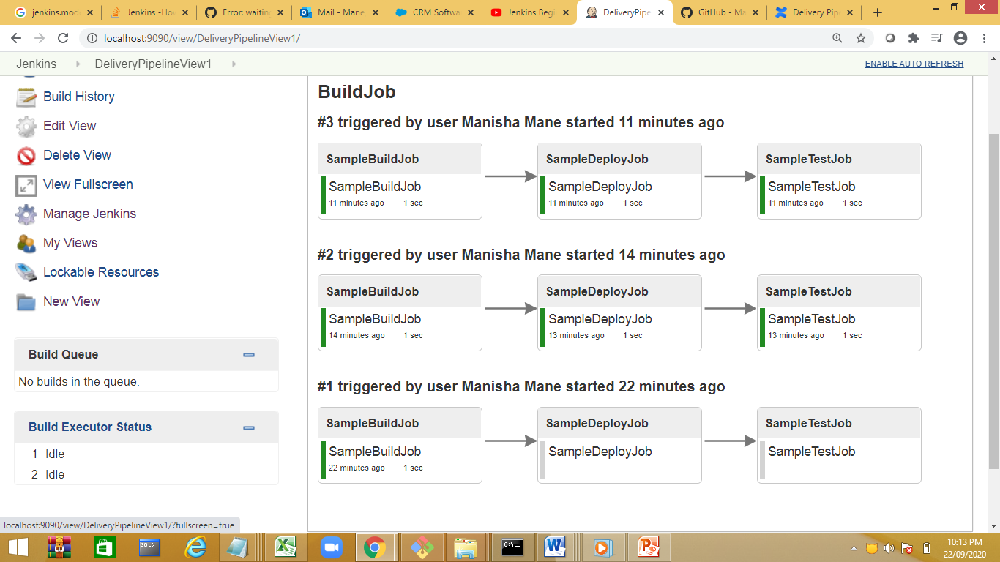 jenkins.mod
Jenkins -Hov
Error: waitin
Mail - Mane
CRM Softwa
Jenkins Begi
DeliveryPipe
GitHub - Ma
Delivery Pip
localhost:9090/view/DeliveryPipelineView1/
Jenkins
DeliveryPipelineView1
ENABLE AUTO REFRESH
Build History
Edit View
Delete View
View Fullscreen
Manage Jenkins
My Views
Lockable Resources
New View
Build Queue
No builds in the queue.
Build Executor Status
1 Idle
2 Idle
BuildJob
#3 triggered by user Manisha Mane started 11 minutes ago
SampleBuildJob
SampleBuildJob
11 minutes ago 1 sec
SampleDeployJob
SampleDeployJob
11 minutes ago 1 sec
SampleTestJob
SampleTestJob
11 minutes ago 1 sec
#2 triggered by user Manisha Mane started 14 minutes ago
SampleBuildJob
SampleBuildJob
14 minutes ago 1 sec
SampleDeployJob
SampleDeployJob
13 minutes ago 1 sec
SampleTestJob
SampleTestJob
13 minutes ago 1 sec
#1 triggered by user Manisha Mane started 22 minutes ago
SampleBuildJob
SampleBuildJob
22 minutes ago 1 sec
SampleDeployJob
SampleDeployJob
SampleTestJob
SampleTestJob
localhost:9090/view/DeliveryPipelineView1/?fullscreen=true
SQL>
C:\_
10:13 PM
22/09/2020